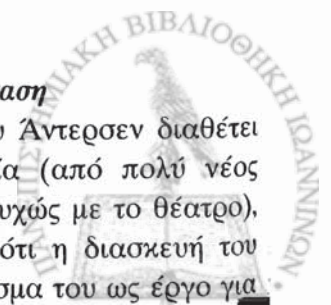 αση
υ Άντερσεν διαθέτει
ία (από πολύ νέος
υχώς με το θέατρο),
ότι η διασκευή του
σμα του ως έργο για
ΠΑΝΕΠΙΣΤΗΜΙΑΚΗ ΒΙΒΛΙΟΘΗΚΗ ΙΩΑΝΝΙΝΩΝ